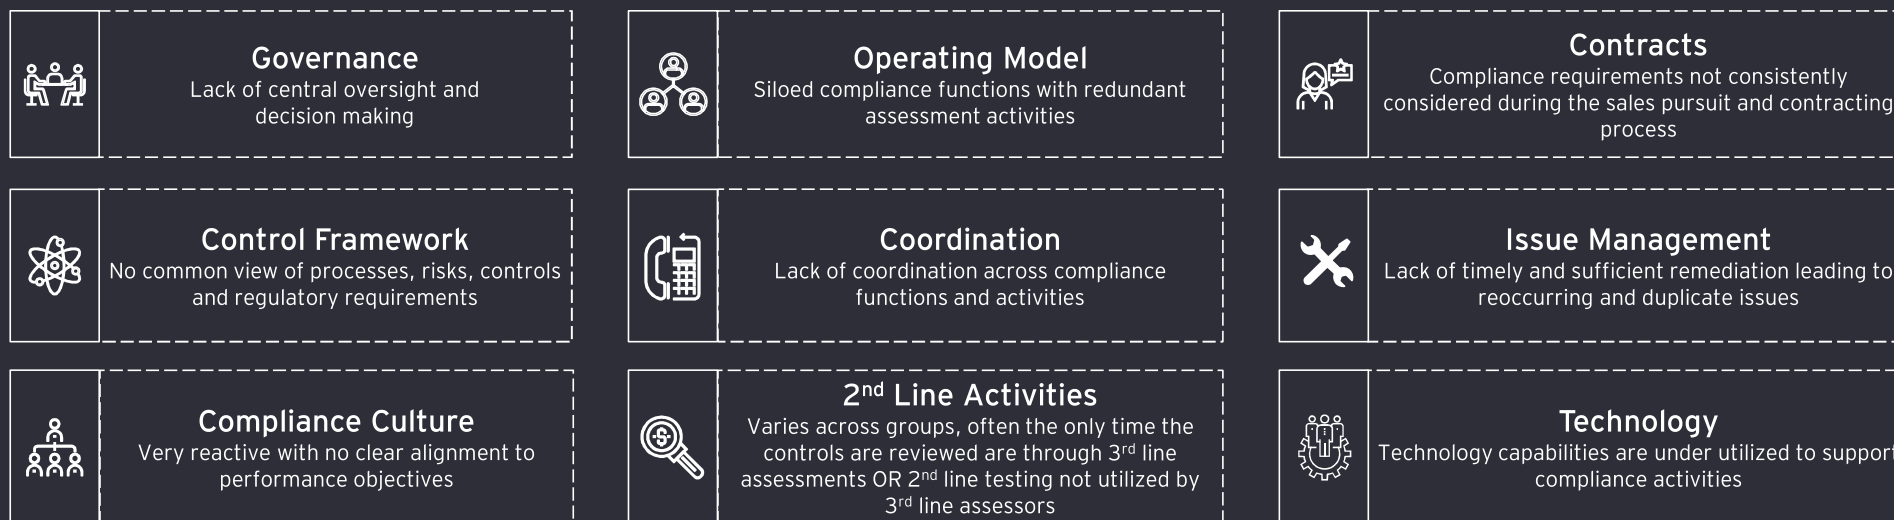 Governance
Lack of central oversight and
decision making
Operating Model
Siloed compliance functions with redundant
assessment activities
Contracts
Compliance requirements not consistently
considered during the sales pursuit and contracting
process
Control Framework
No common view of processes, risks, controls
and regulatory requirements
Coordination
Lack of coordination across compliance
functions and activities
Issue Management
Lack of timely and sufficient remediation leading to
reoccurring and duplicate issues
Compliance Culture
Very reactive with no clear alignment to
performance objectives
2nd Line Activities
Varies across groups, often the only time the
controls are reviewed are through 3rd line
assessments OR 2nd line testing not utilized by
3rd line assessors
Technology
Technology capabilities are under utilized to support
compliance activities